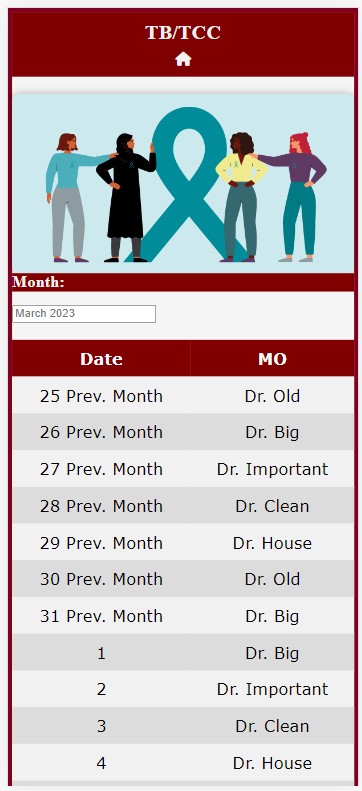 TB/TCC
Month:
March 2023
Date MO
25 Prev. Month Dr. Old
26 Prev. Month Dr. Big
27 Prev. Month Dr. Important
28 Prev. Month Dr. Clean
29 Prev. Month Dr. House
30 Prev. Month Dr. Old
31 Prev. Month Dr. Big
1 Dr. Big
2 Dr. Important
3 Dr. Clean
4 Dr. House